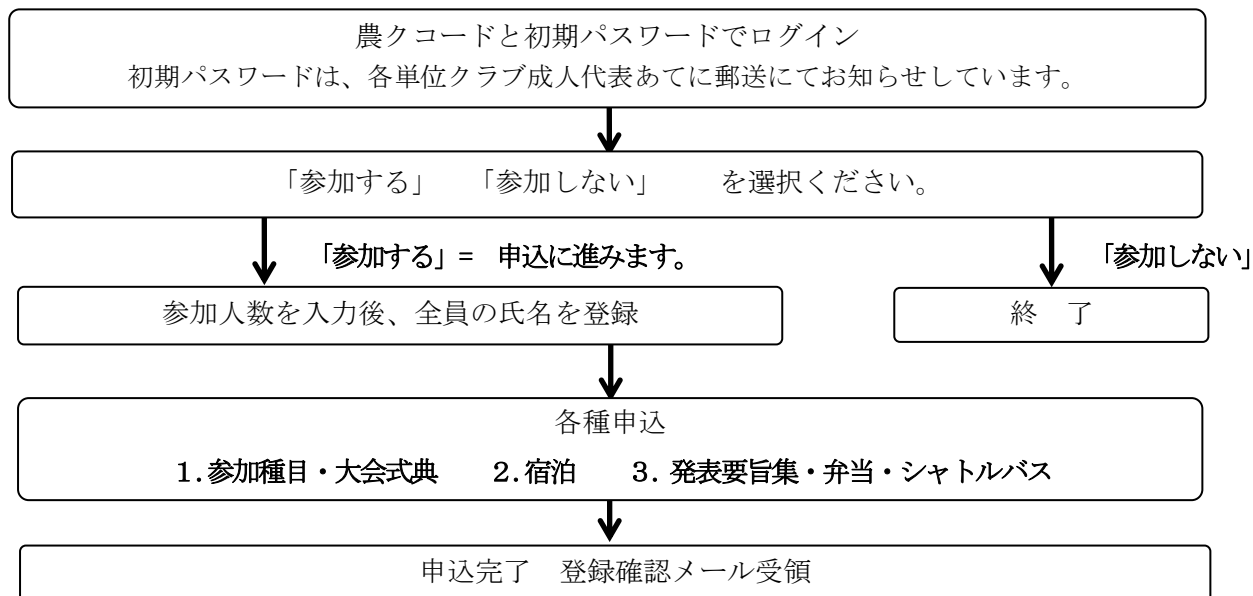 農クコードと初期パスワードでログイン
初期パスワードは、各単位クラブ成人代表あてに郵送にてお知らせしています。
「参加する」　「参加しない」　　を選択ください。
「参加する」=　申込に進みます。
「参加しない」
参加人数を入力後、全員の氏名を登録
終　了
各種申込
1.参加種目・大会式典　　2.宿泊　　3. 発表要旨集・弁当・シャトルバス
申込完了　登録確認メール受領